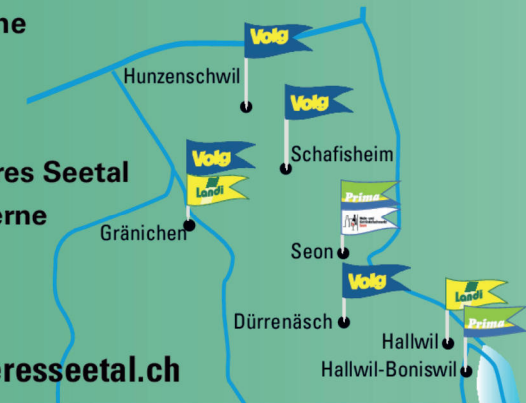 ne
Volg
Hunzenschwil
Volg
Schafisheim
res Seetal
Volg
Landi
erne
Gränichen
Prima
Seon
Volg
Dürrenäsch
Landi
Prima
Hallwil
Hallwil-Boniswil
eresseetal.ch